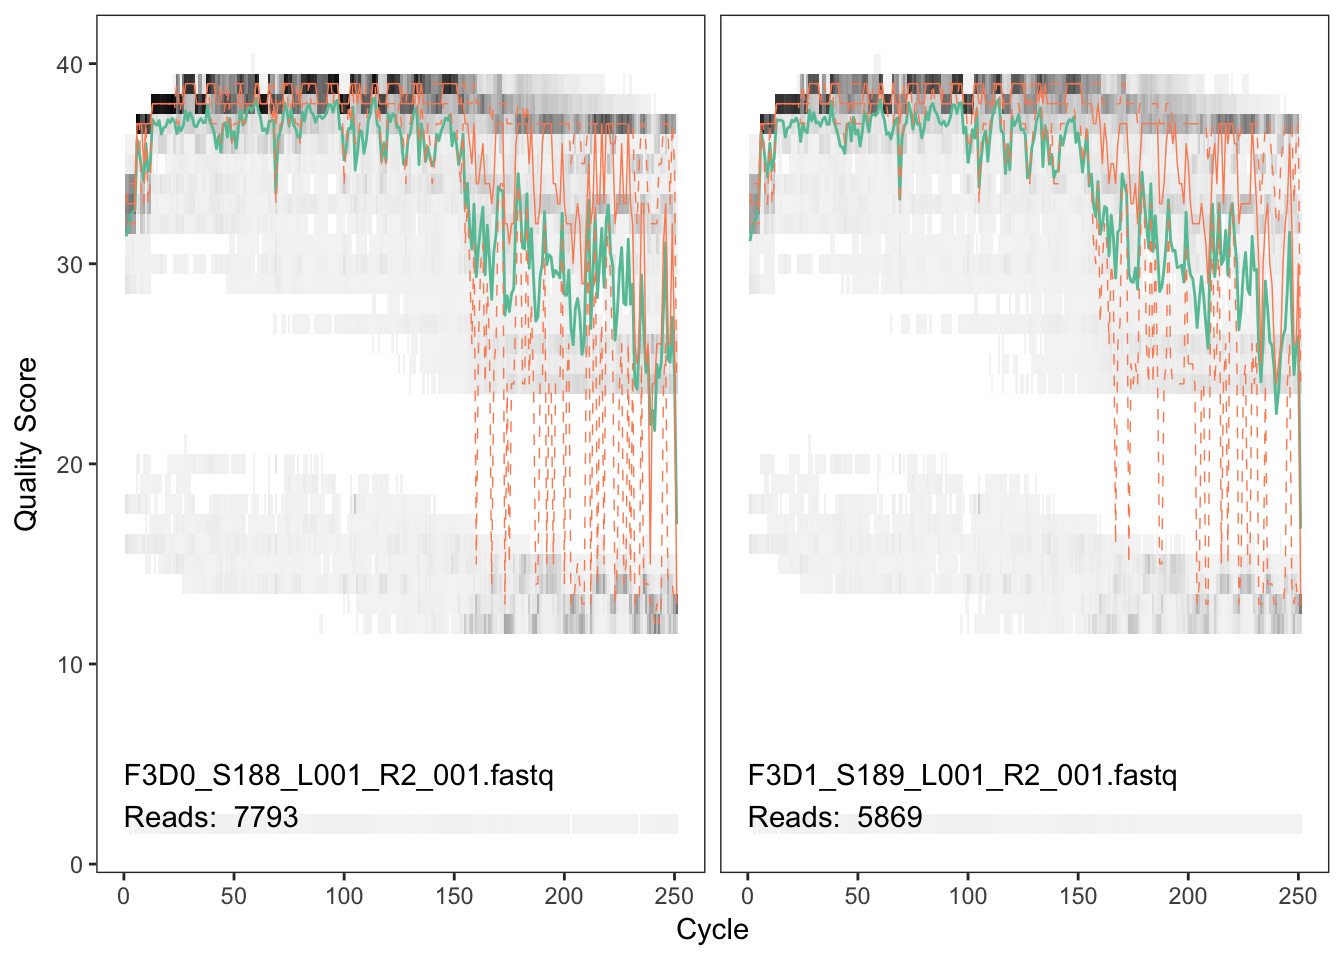 40
30
20
10
0
Quality Score
F3D0_S188_L001_R2_001.fastq
Reads: 7793
F3D1_S189_L001_R2_001.fastq
Reads: 5869
0 50 100 150 200 250
0 50 100 150 200 250
Cycle